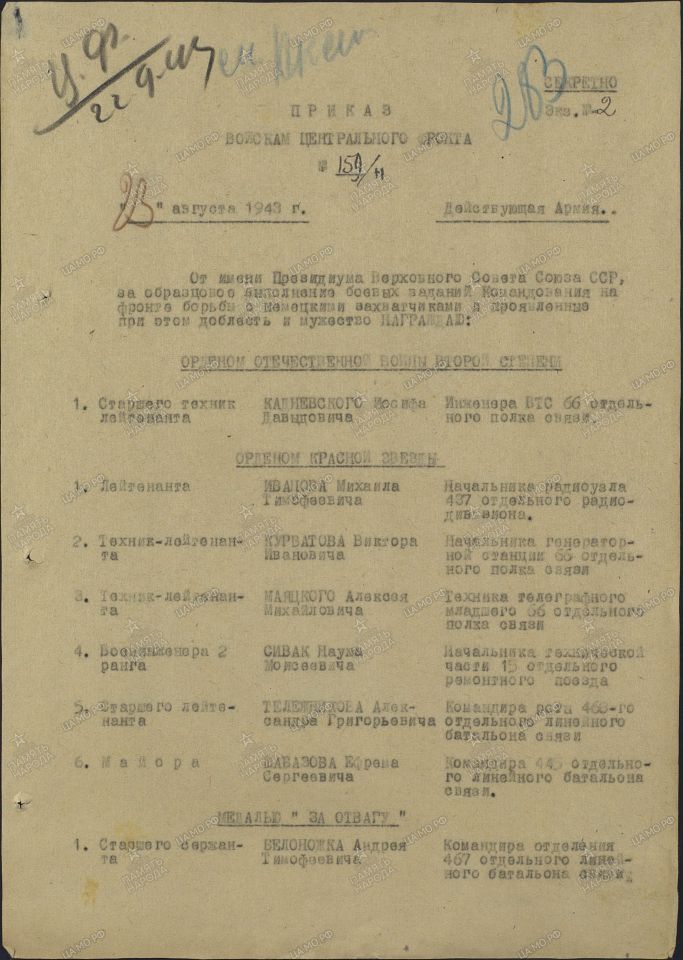 Ц.Ф.
22 9.
283
СЕКРЕТНО
Экз.№ 2
ПРИКАЗ
ВОЙСКАМ ЦЕНТРАЛЬНОГО ФРОНТА
№ /н
"23" августа 1943 г. Действующая Армия.
От имени Президиума Верховного Совета Союза ССР,
за образцовое выполнение боевых заданий Командования на
фронте борьбы с немецкими захватчиками и проявленные
при этом доблесть и мужество НАГРАЖДАЮ:
ОРДЕНОМ ОТЕЧЕСТВЕННОЙ ВОЙНЫ ВТОРОЙ СТЕПЕНИ
1. Старшего техник КАДНЕВСКОГО Иосифа Инженера ВТС 66 отдель-
лейтенанта Давыдовича ного полка связи.
ОРДЕНОМ КРАСНОЙ ЗВЕЗДЫ
1. Лейтенанта ИВАНОВА Михаила Начальника радиоузла
Тимофеевича 437 отдельного радио-
дивизиона.
2. Техник-лейтенан- КУРБАТОВА Виктора Начальника генератор-
та Ивановича ной станции 66 отдель-
ного полка связи
3. Техник-лейтенан- МАЯЦКОГО Алексея Техника телеграфного
та Михайловича младшего 66 отдельного
полка связи
4. Военинженера 2 СИВАК Наума Начальника технической
ранга Моисеевича части 15 отдельного
ремонтного поезда
5. Старшего лейте- ТЕЛЕЖНИКОВА Алек- Командира роты 468-го
нанта сандра Григорьевича отдельного линейного
батальона связи
6. Майора ШАБАЗОВА Ефрема Командира 445 отдельно-
Сергеевича го линейного батальона
связи.
МЕДАЛЬЮ " ЗА ОТВАГУ "
1. Старшего сержан- БЕЛОНОЖКА Андрея Командира отделения
та Тимофеевича 467 отдельного линей-
ного батальона связи.